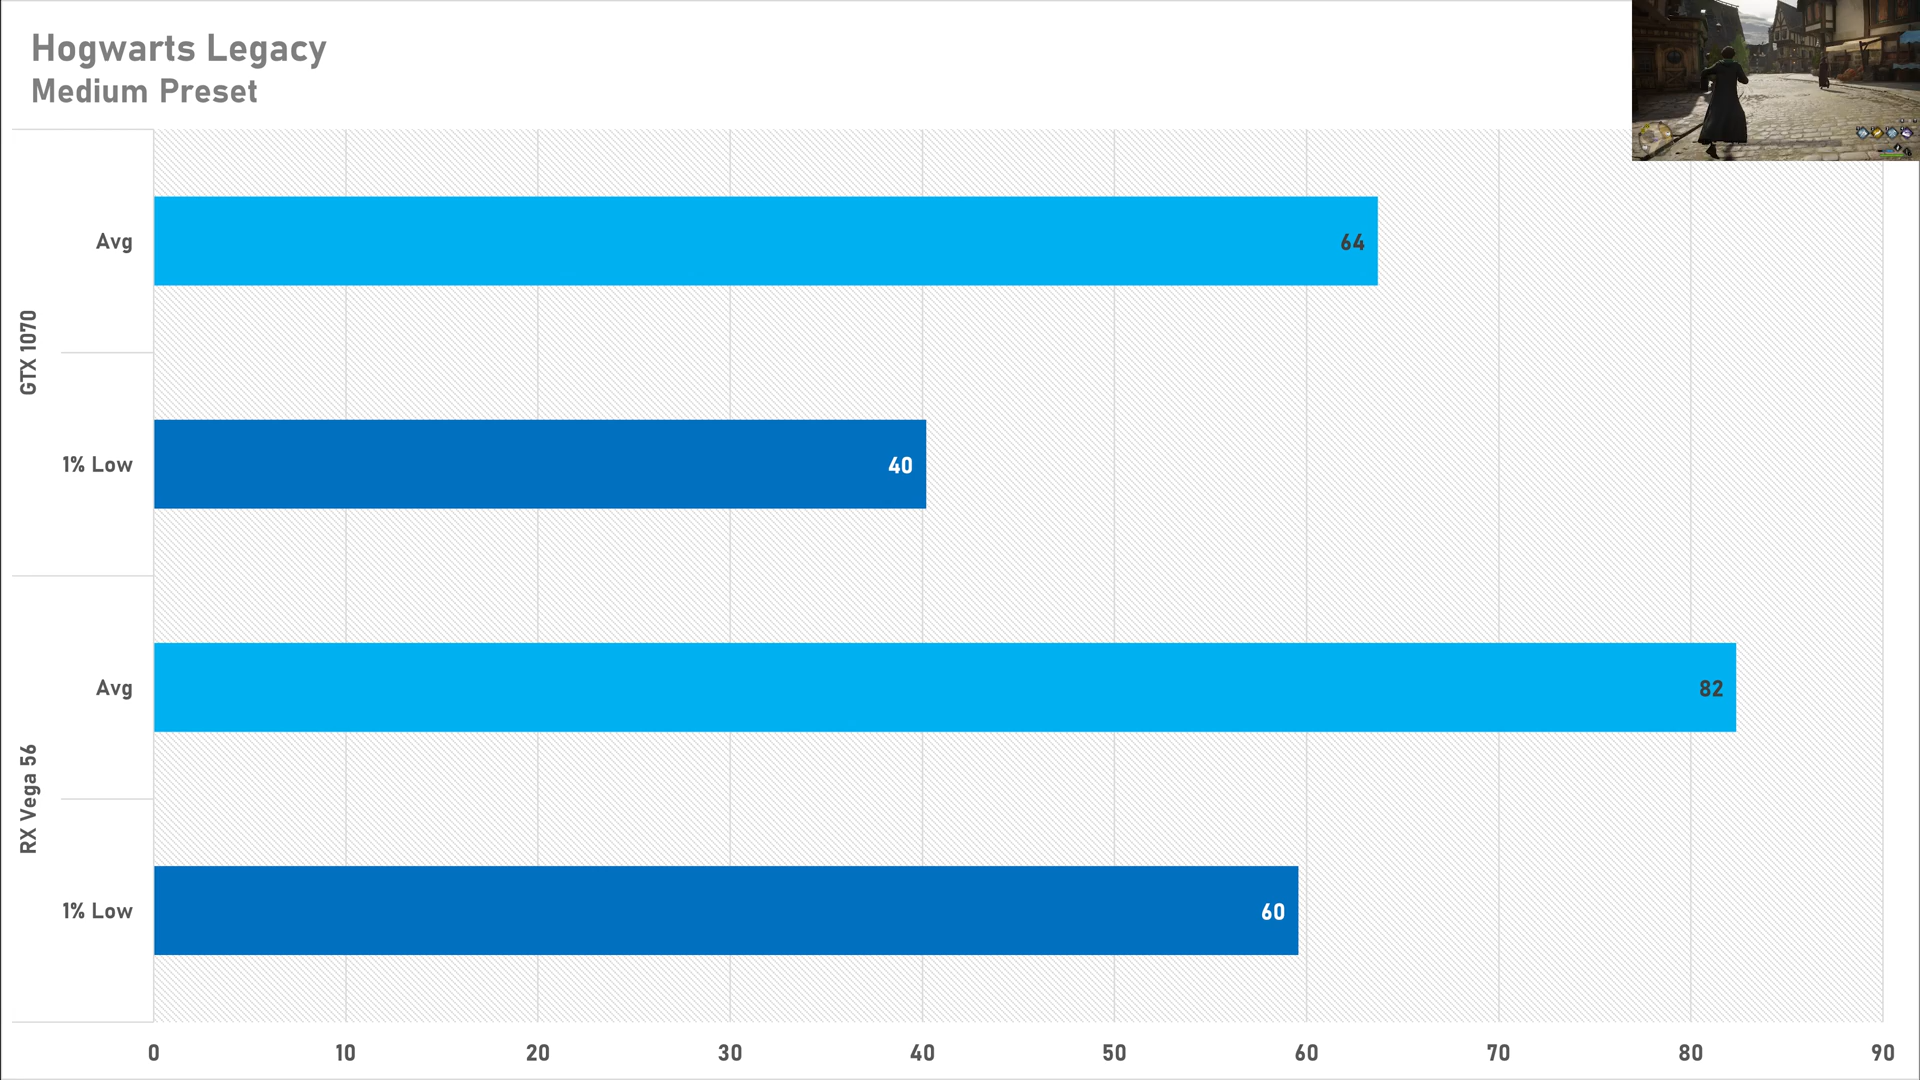 Hogwarts Legacy
Medium Preset
GTX 1070
Avg
64
1% Low
40
RX Vega 56
Avg
82
1% Low
60
0 10 20 30 40 50 60 70 80 90